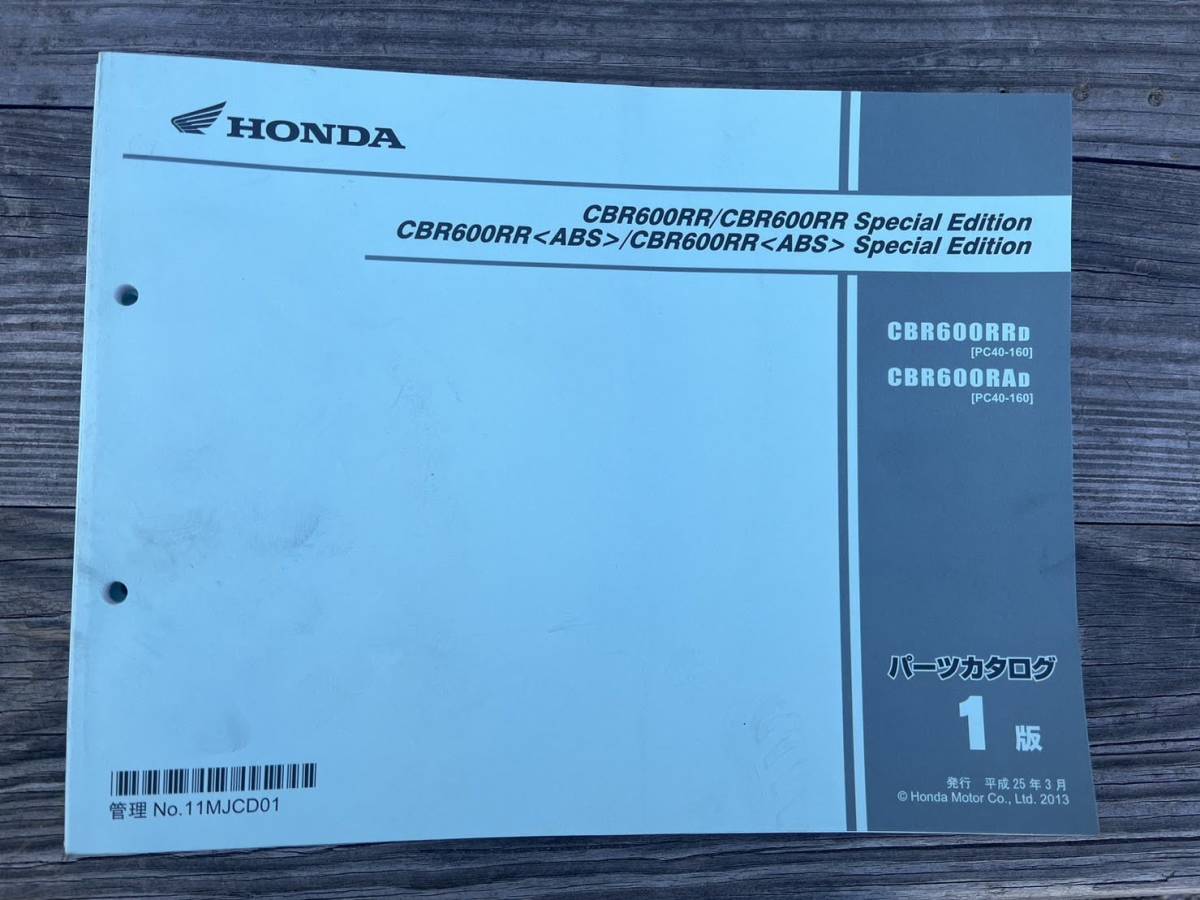 HONDA
CBR600RR/CBR600RR Special Edition
CBR600RR<ABS>/CBR600RR<ABS> Special Edition
CBR600RRD
[PC40-160]
CBR600RAD
[PC40-160]
パーツカタログ
1版
発行 平成25年3月
© Honda Motor Co., Ltd. 2013
管理 No.11MJCD01